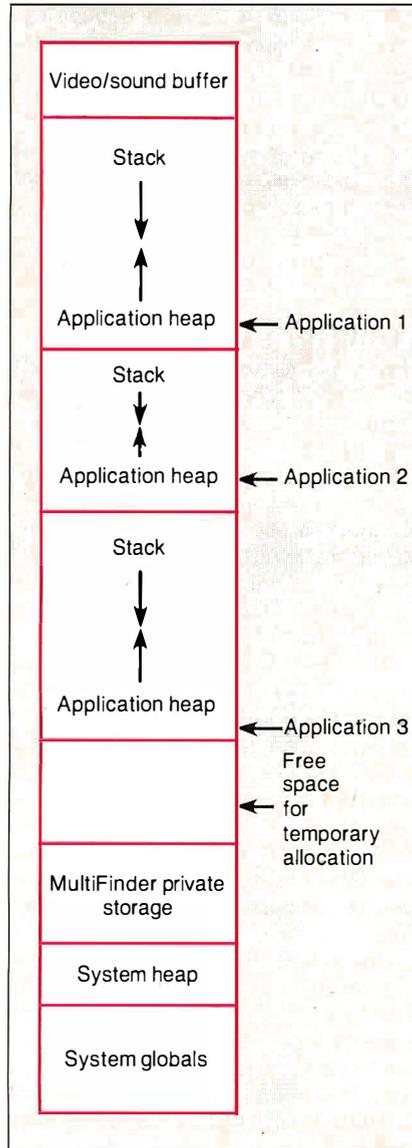 Video/sound buffer
Stack
Application heap
Application 1
Stack
Application heap
Application 2
Stack
Application heap
Application 3
Free
space
for
temporary
allocation
MultiFinder private
storage
System heap
System globals